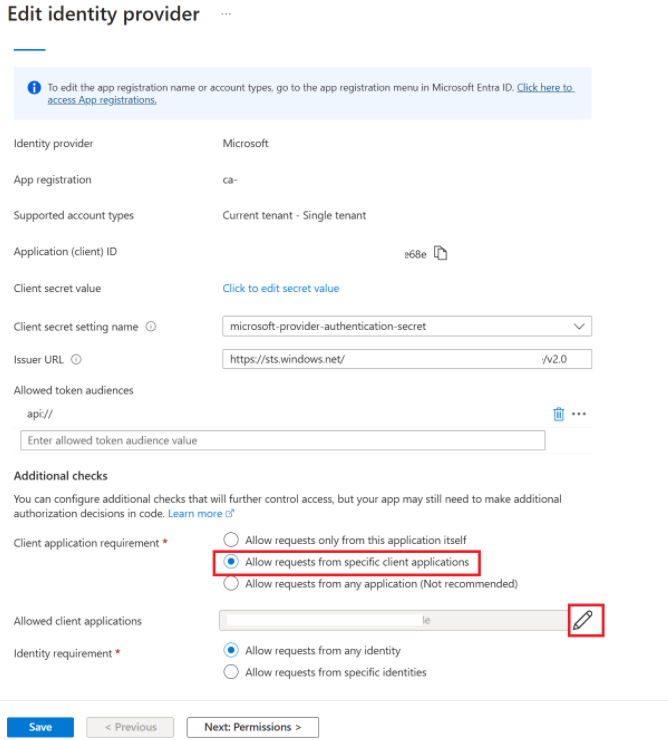 Edit identity provider ...
To edit the app registration name or account types, go to the app registration menu in Microsoft Entra ID. Click here to
access App registrations.
Identity provider Microsoft
App registration ca-
Supported account types Current tenant - Single tenant
Application (client) ID e68e
Client secret value Click to edit secret value
Client secret setting name microsoft-provider-authentication-secret
Issuer URL https://sts.windows.net/ /v2.0
Allowed token audiences
api://
Enter allowed token audience value
Additional checks
You can configure additional checks that will further control access, but your app may still need to make additional
authorization decisions in code. Learn more
Client application requirement * Allow requests only from this application itself
Allow requests from specific client applications
Allow requests from any application (Not recommended)
Allowed client applications
Identity requirement * Allow requests from any identity
Allow requests from specific identities
Save < Previous Next: Permissions >